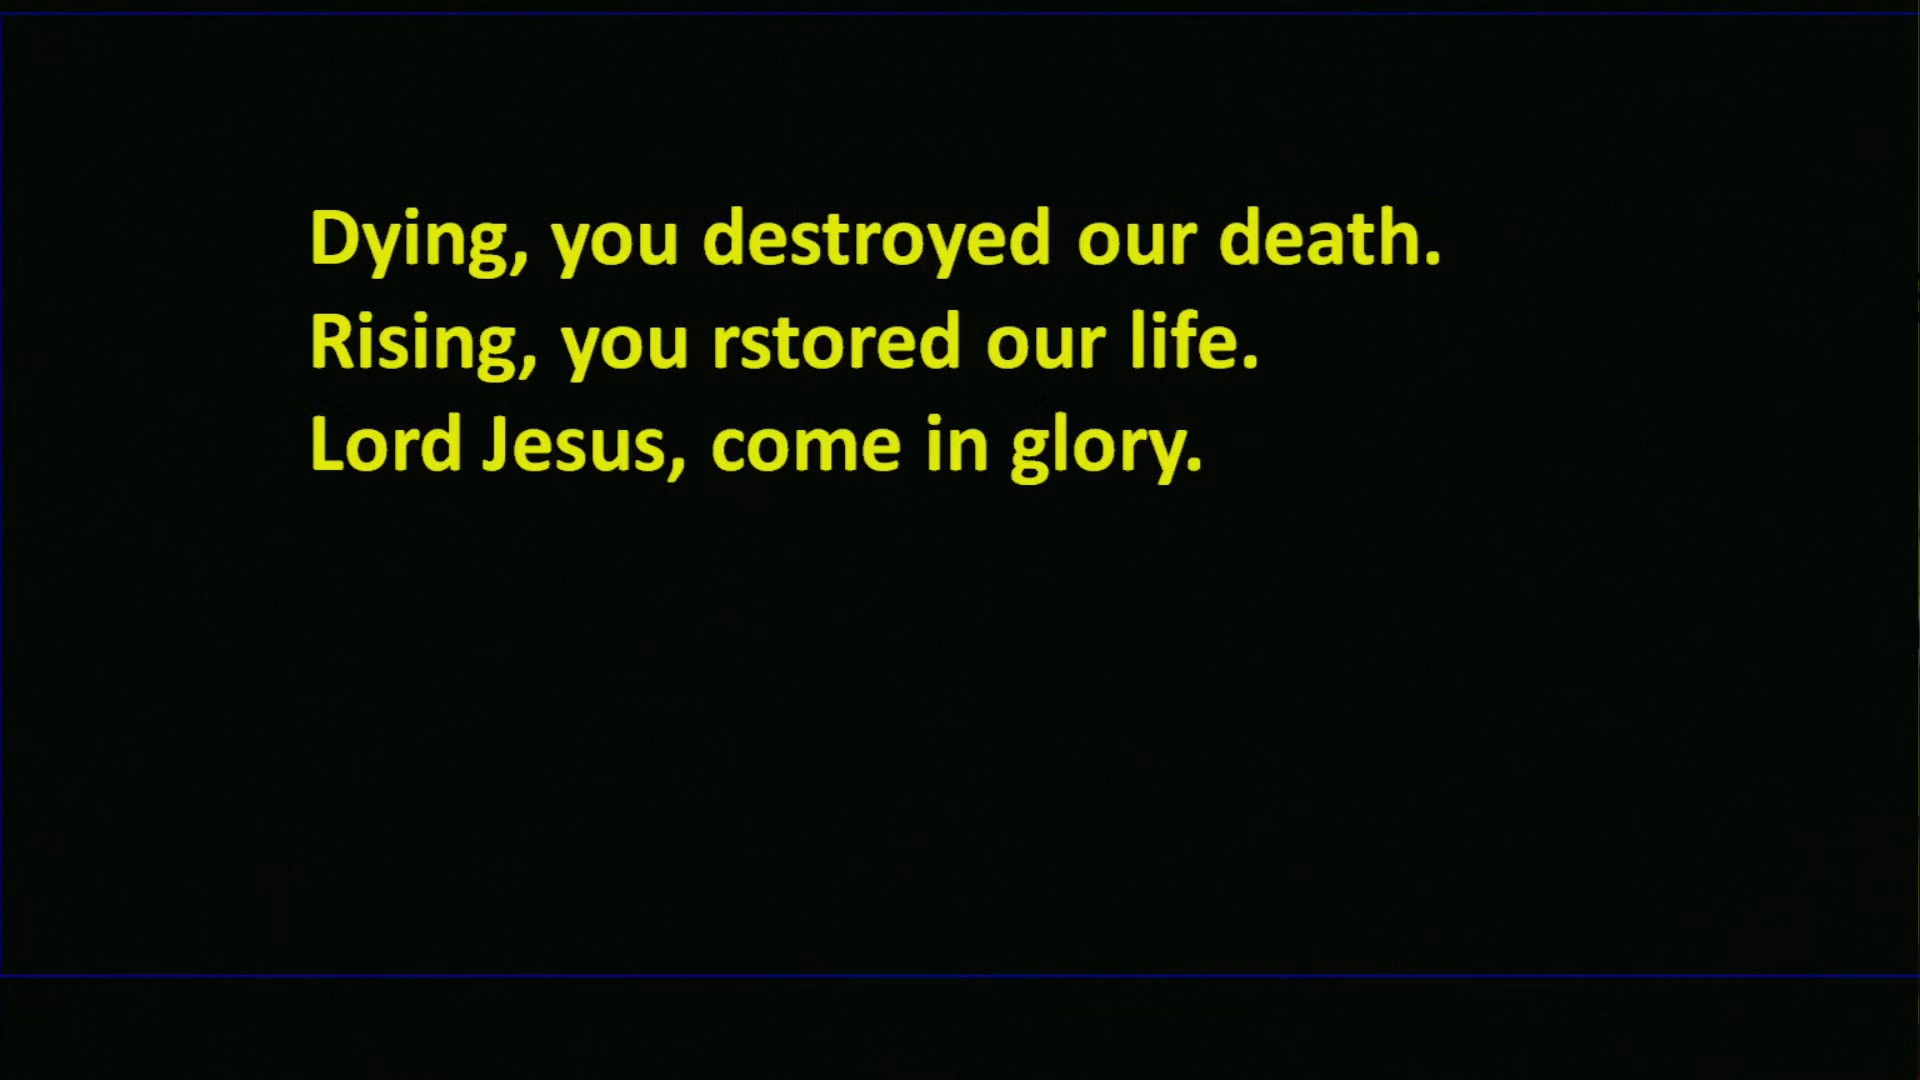 Dying, you destroyed our death.
Rising, you rstored our life.
Lord Jesus, come in glory.